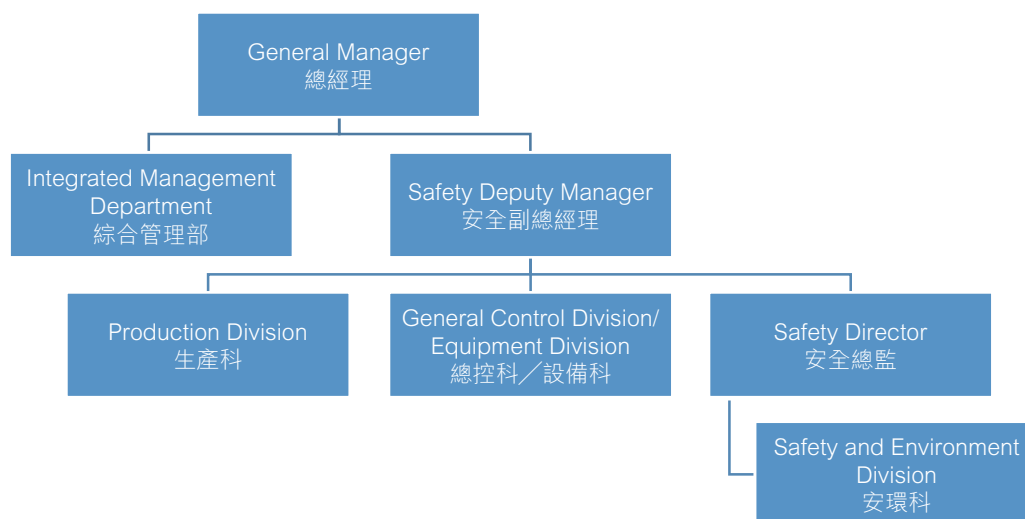 General Manager
總經理
Integrated Management
Department
綜合管理部
Safety Deputy Manager
安全副總經理
Production Division
生產科
General Control Division/
Equipment Division
總控科／設備科
Safety Director
安全總監
Safety and Environment
Division
安環科